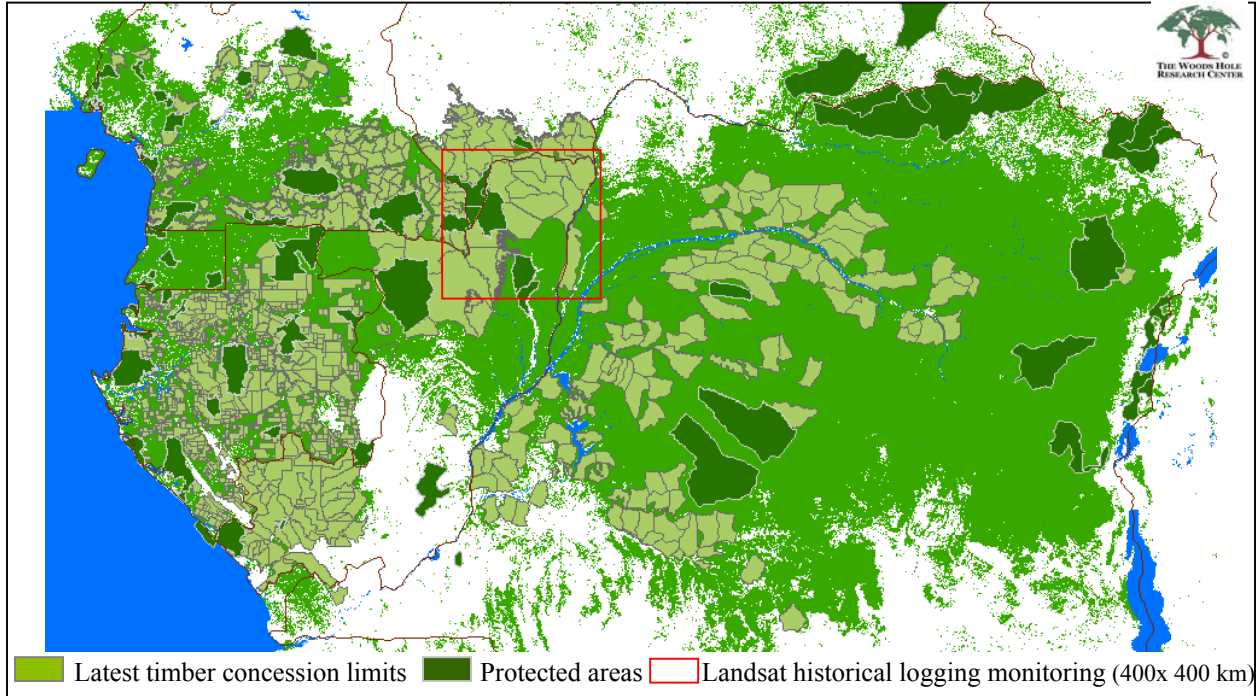 THE WOODS HOLE
RESEARCH CENTER
Latest timber concession limits
Protected areas
Landsat historical logging monitoring (400x 400 km)